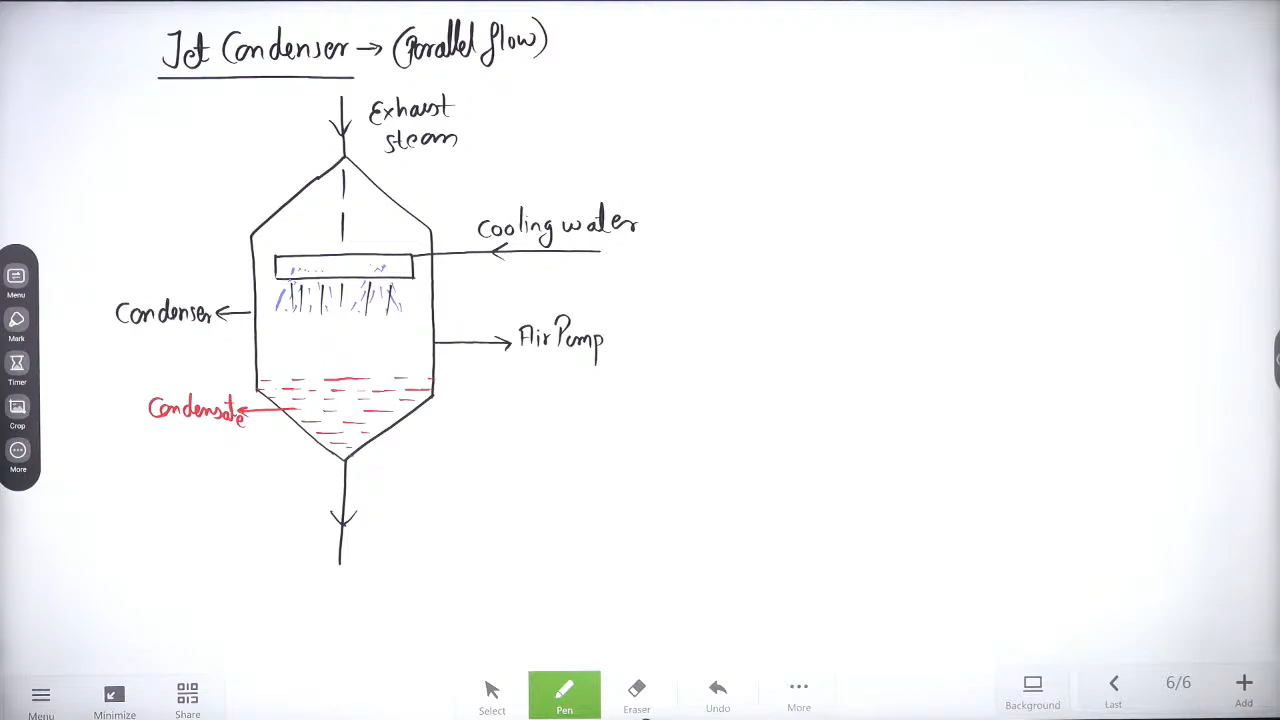 Jet Condenser → (Parallel flow)
Exhaust
steam
Cooling water
Condenser
Air Pump
Condensate
Menu
Mark
Timer
Crop
More
Menu
Minimize
Share
Select
Pen
Eraser
Undo
More
Background
Last
6/6
Add